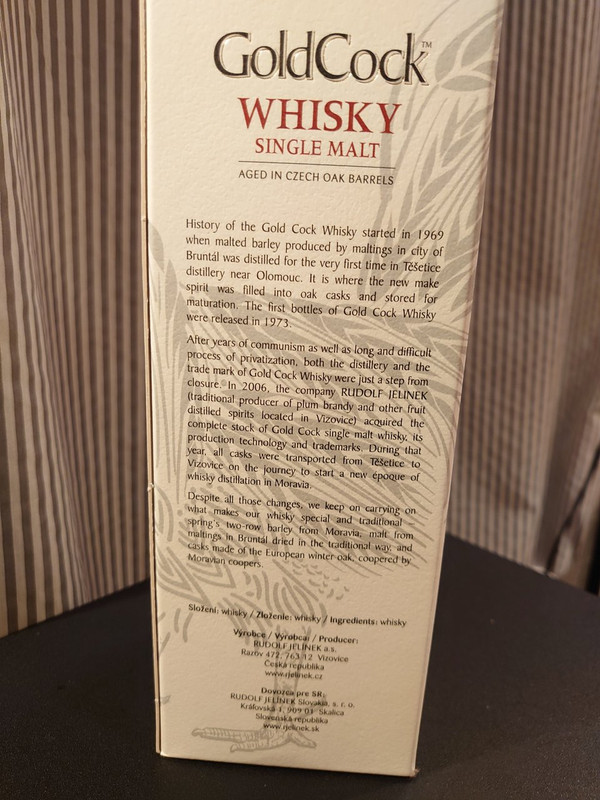 GoldCock™
WHISKY
SINGLE MALT
AGED IN CZECH OAK BARRELS
History of the Gold Cock Whisky started in 1969
when malted barley produced by maltings in city of
Bruntál was distilled for the very first time in Těšetice
distillery near Olomouc. It is where the new make
spirit was filled into oak casks and stored for
maturation. The first bottles of Gold Cock Whisky
were released in 1973.
After years of communism as well as long and difficult
process of privatization, both the distillery and the
trade mark of Gold Cock Whisky were just a step from
closure. In 2006, the company RUDOLF JELÍNEK
(traditional producer of plum brandy and other fruit
distilled spirits located in Vizovice) acquired the
complete stock of Gold Cock single malt whisky, its
production technology and trademarks. During that
year, all casks were transported from Těšetice to
Vizovice on the journey to start a new époque of
whisky distillation in Moravia.
Despite all those changes, we keep on carrying on
what makes our whisky special and traditional –
spring's two-row barley from Moravia, malt from
maltings in Bruntál dried in the traditional way, and
casks made of the European winter oak, coopered by
Moravian coopers.
Složení: whisky / Zloženie: whisky / Ingredients: whisky
Výrobce / Výrobca: / Producer:
RUDOLF JELÍNEK a.s.
Razov 472, 763 12 Vizovice
Česká republika
www.rjelinek.cz
Dovozca pre SR:
RUDOLF JELÍNEK Slovakia, s. r. o.
Kráľovská 1, 909 01 Skalica
Slovenská republika
www.rjelinek.sk